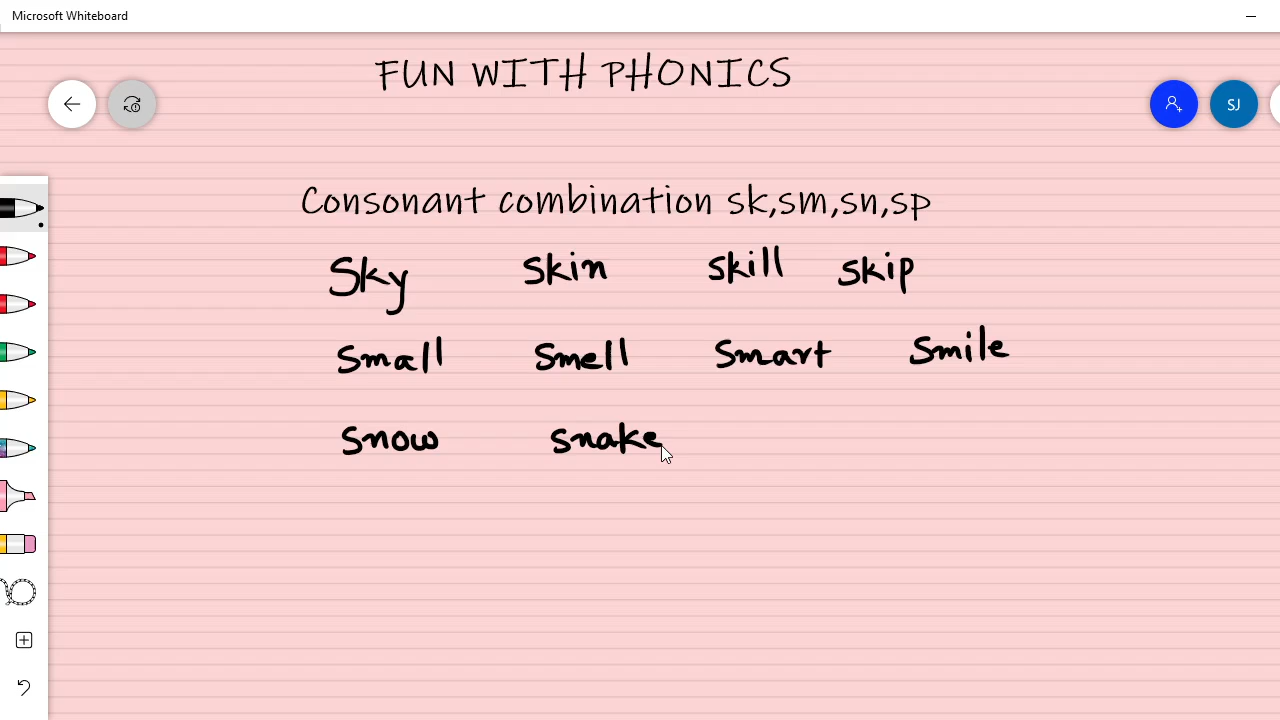 Microsoft Whiteboard
FUN WITH PHONICS
SJ
Consonant combination sk,sm,sn,sp
Sky skin skill skip
small smell smart smile
snow snake